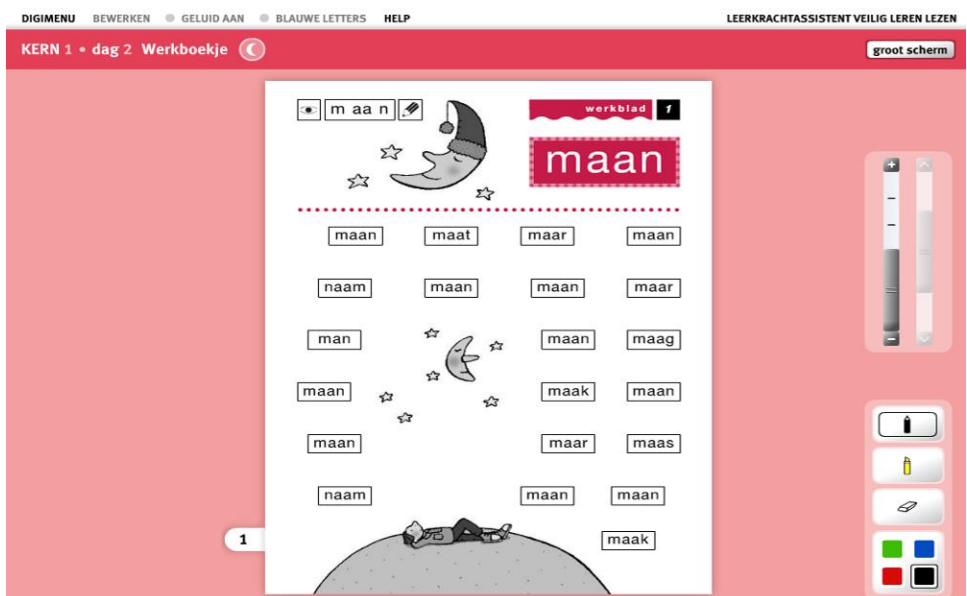 DIGIMENU BEWERKEN GELUID AAN BLAUWE LETTERS HELP LEERKRACHTASSISTENT VEILIG LEREN LEZEN
KERN 1 • dag 2 Werkboekje groot scherm
m aa n werkblad 1
maan
maan maat maar maan
naam maan maan maar
man maan maag
maan maak maan
maan maar maas
naam maan maan
1 maak